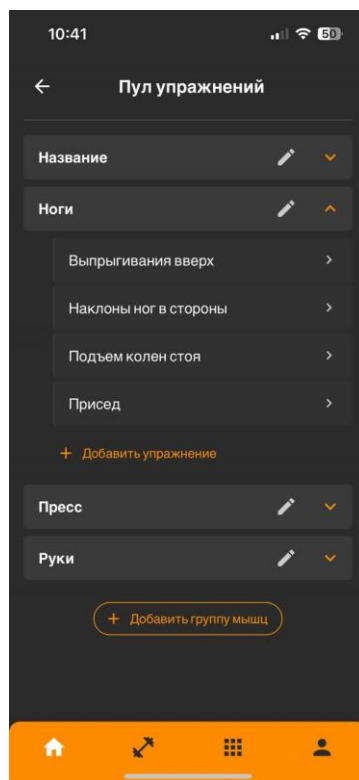 10:41
50
Пул упражнений
Название
Ноги
Выпрыгивания вверх
Наклоны ног в стороны
Подъем колен стоя
Присед
+ Добавить упражнение
Пресс
Руки
+ Добавить группу мышц